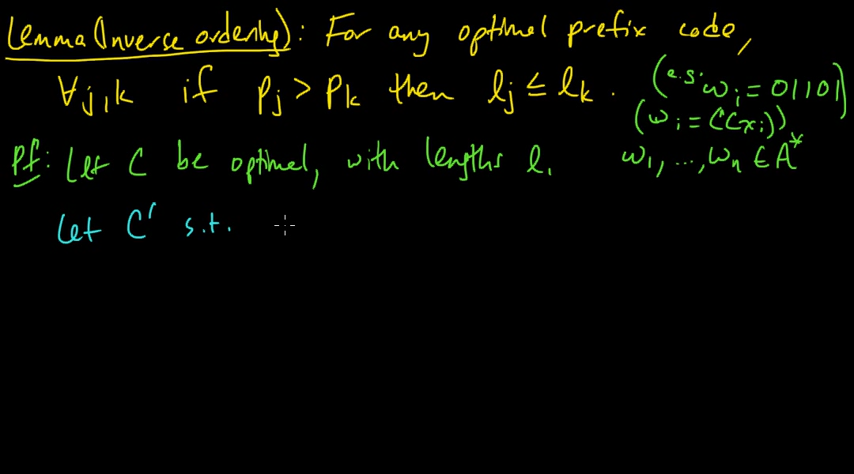 Lemma (Inverse ordering): For any optimal prefix code,
∀j,k if pⱼ > pₖ then lⱼ ≤ lₖ.
(e.g. wᵢ = 01101)
(wᵢ = C(xᵢ))
Pf: Let C be optimal, with lengths l.
w₁, ..., wₙ ∈ A*
Let C' s.t.